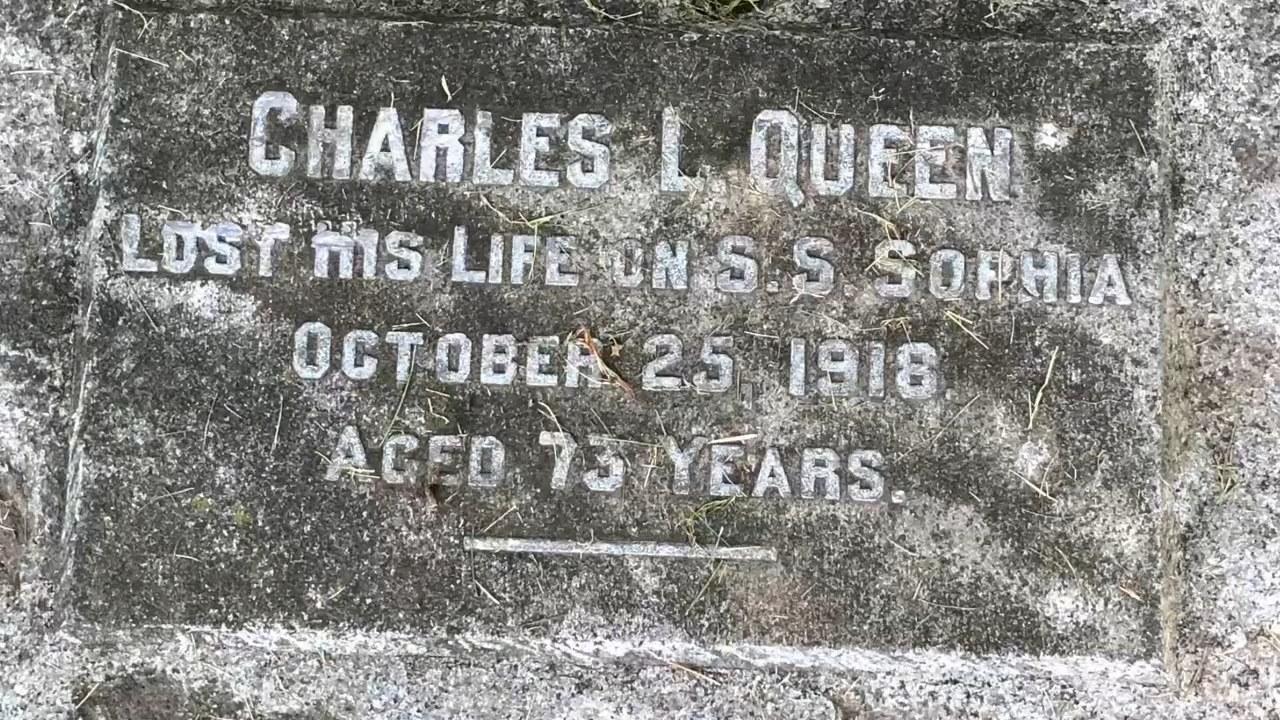 CHARLES L. QUEEN
LOST HIS LIFE ON S.S. SOPHIA
OCTOBER 25, 1918.
AGED 73 YEARS.